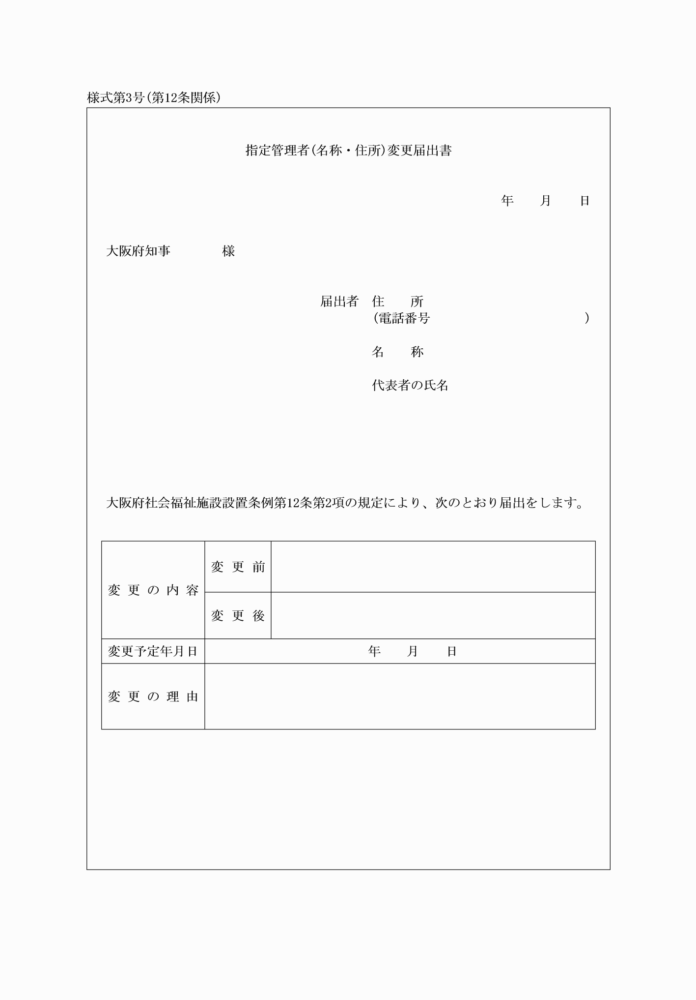 様式第3号(第12条関係)
指定管理者(名称・住所)変更届出書
年　　月　　日
大阪府知事　　　　様
届出者　住　　所
(電話番号　　　　　　　　　　　　)
名　　称
代表者の氏名
大阪府社会福祉施設設置条例第12条第2項の規定により、次のとおり届出をします。
変更の内容
変更前
変更後
変更予定年月日
年　　月　　日
変更の理由